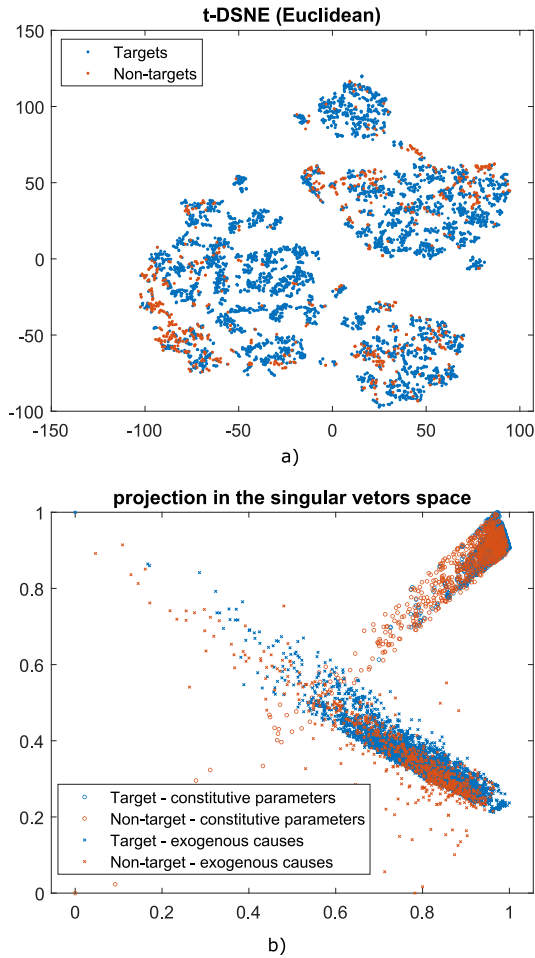 t-DSNE (Euclidean)
150
Targets
Non-targets
100
50
0
-50
-100
-150 -100 -50 0 50 100
a)
projection in the singular vetors space
1
0.8
0.6
0.4
Target - constitutive parameters
Non-target - constitutive parameters
0.2
Target - exogenous causes
Non-target - exogenous causes
0
0 0.2 0.4 0.6 0.8 1
b)